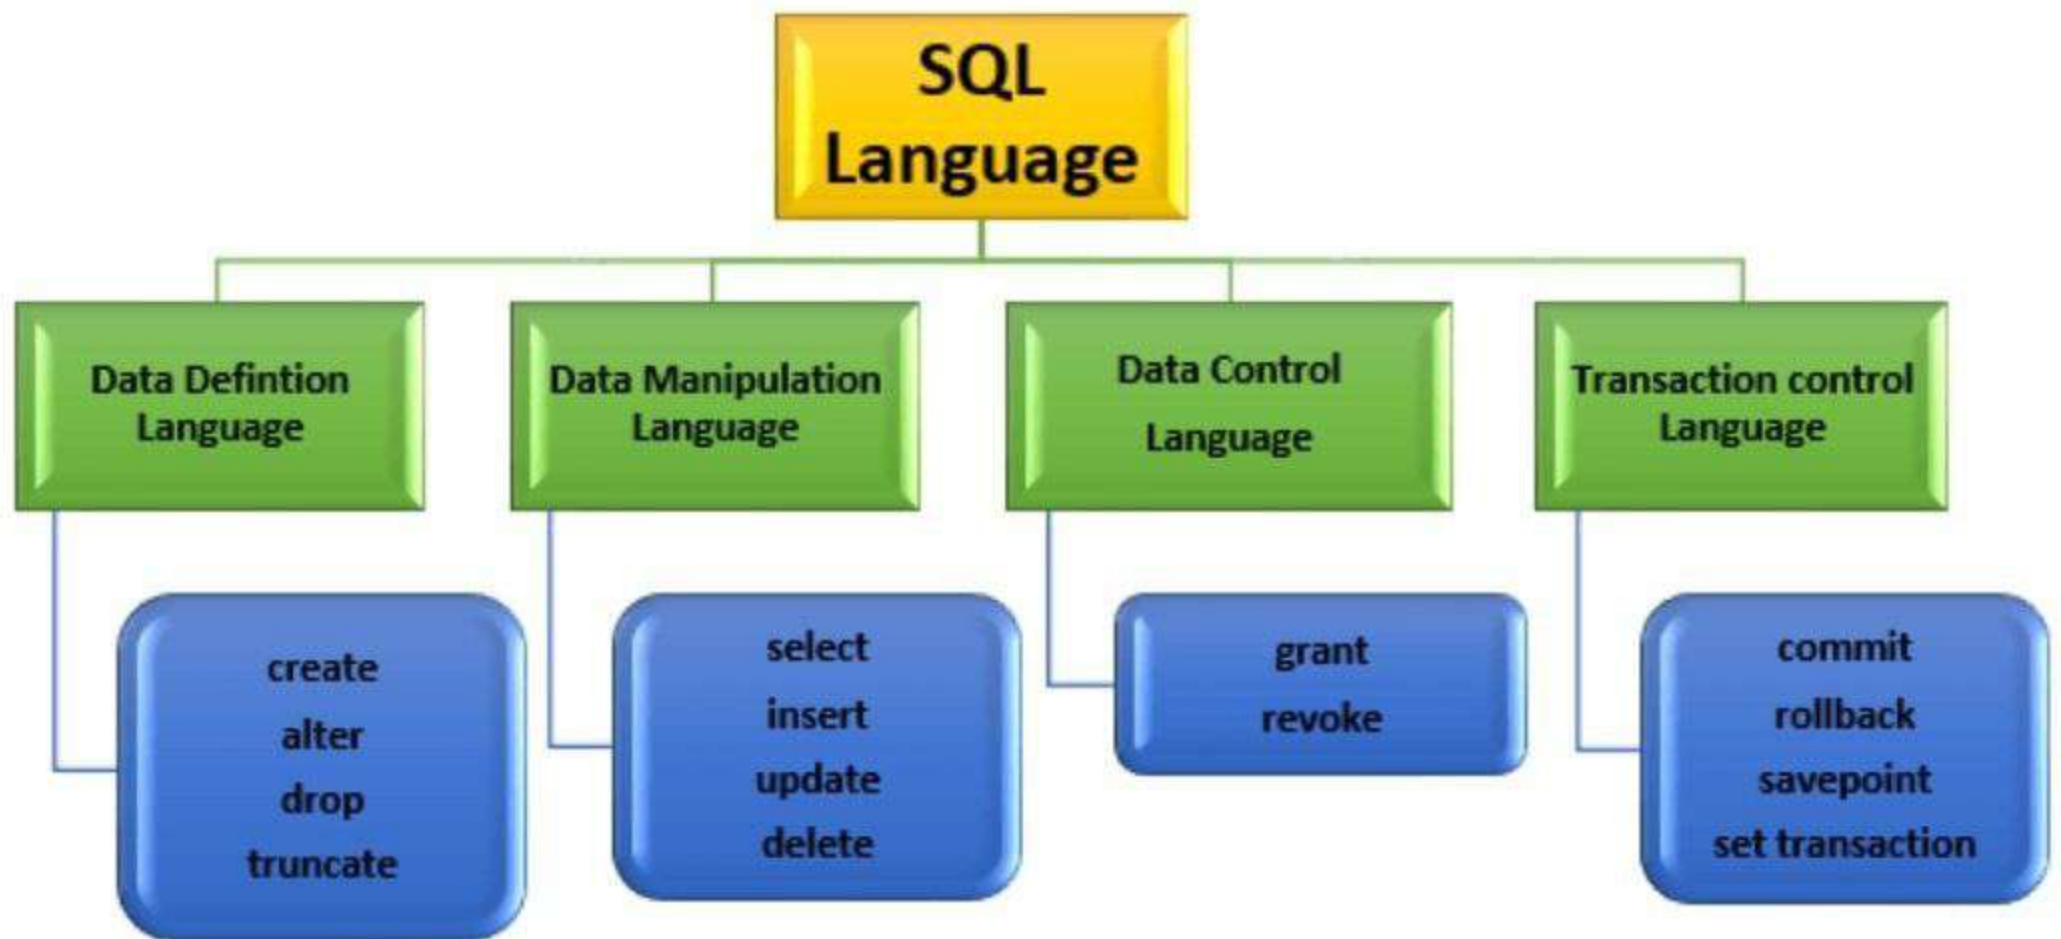 SQL
Language
Data Defintion
Language
Data Manipulation
Language
Data Control
Language
Transaction control
Language
create
alter
drop
truncate
select
insert
update
delete
grant
revoke
commit
rollback
savepoint
set transaction